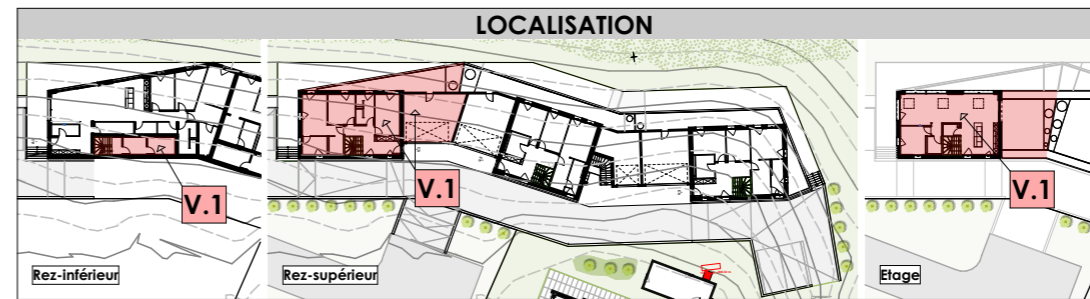 LOCALISATION
V.1
Rez-inférieur
V.1
Rez-supérieur
V.1
Etage